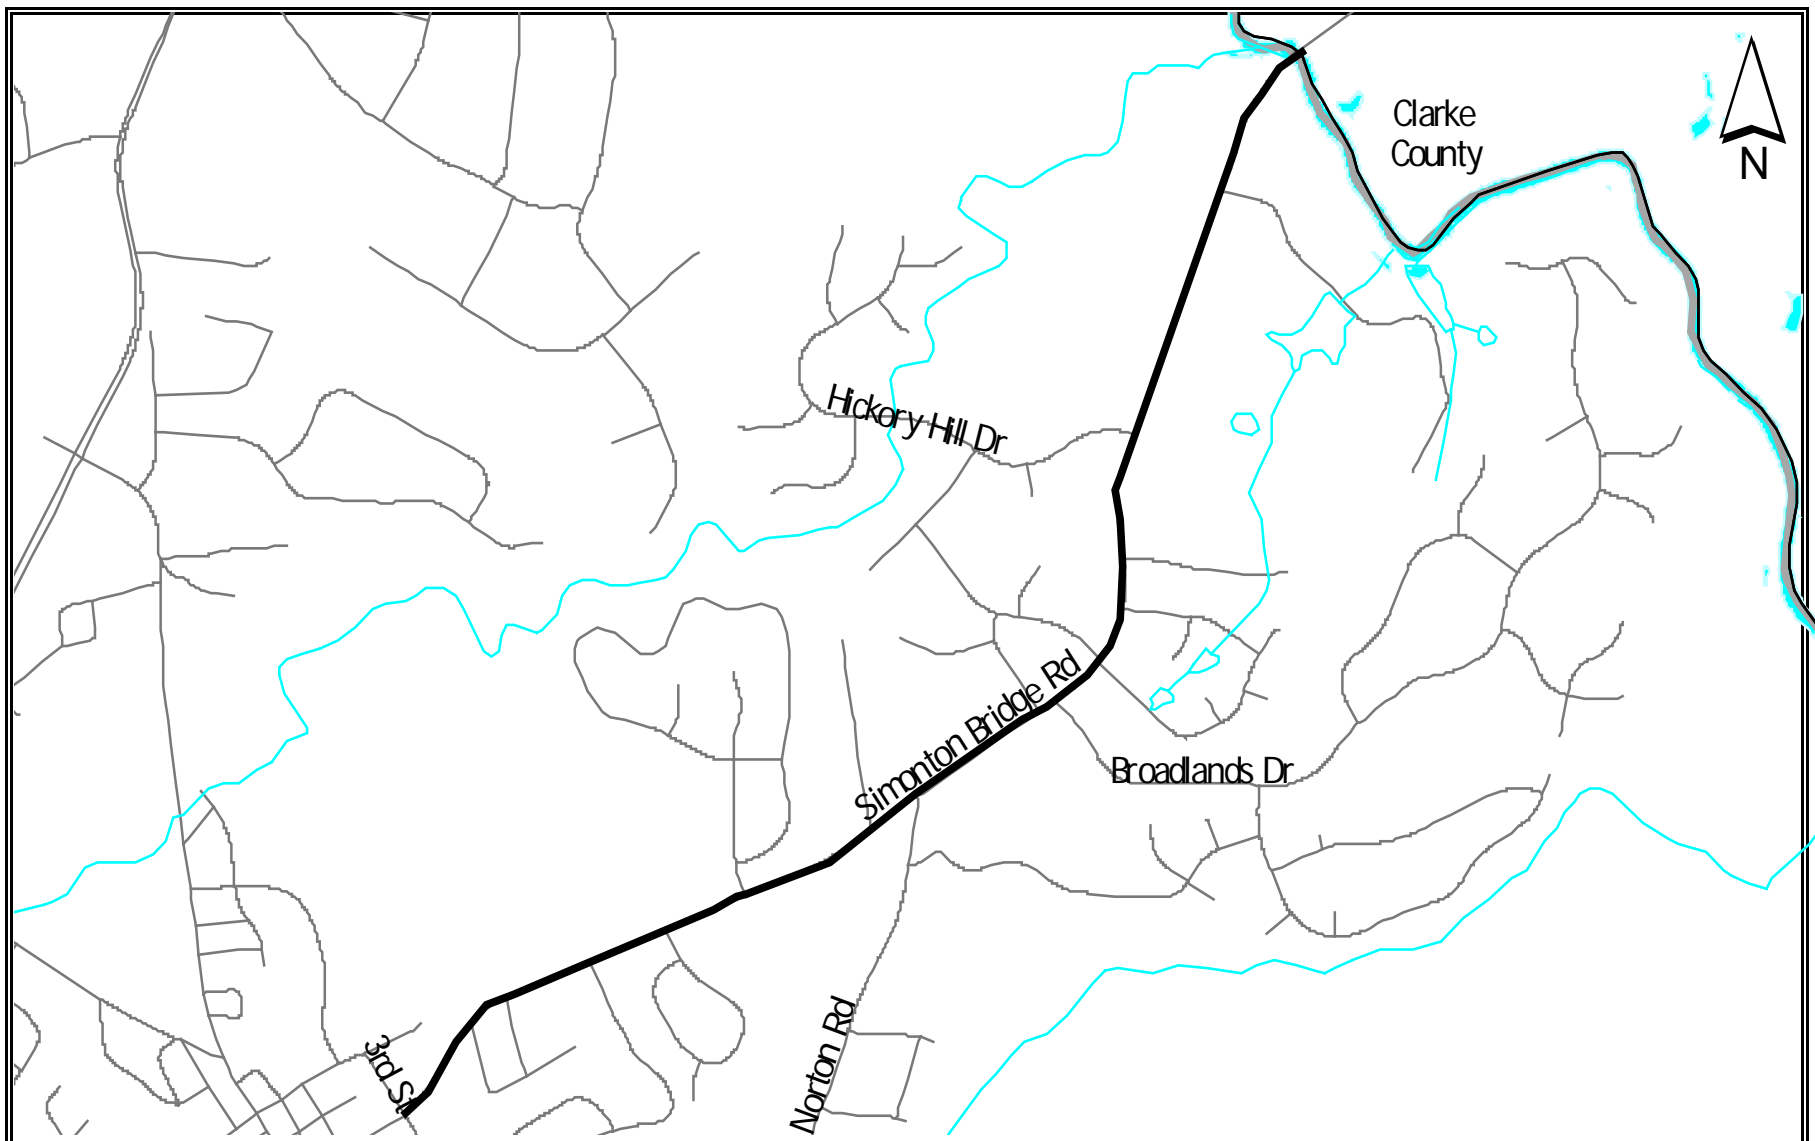 Clarke
County
N
Hickory Hill Dr
Simonton Bridge Rd
Broadlands Dr
Norton Rd
3rd St